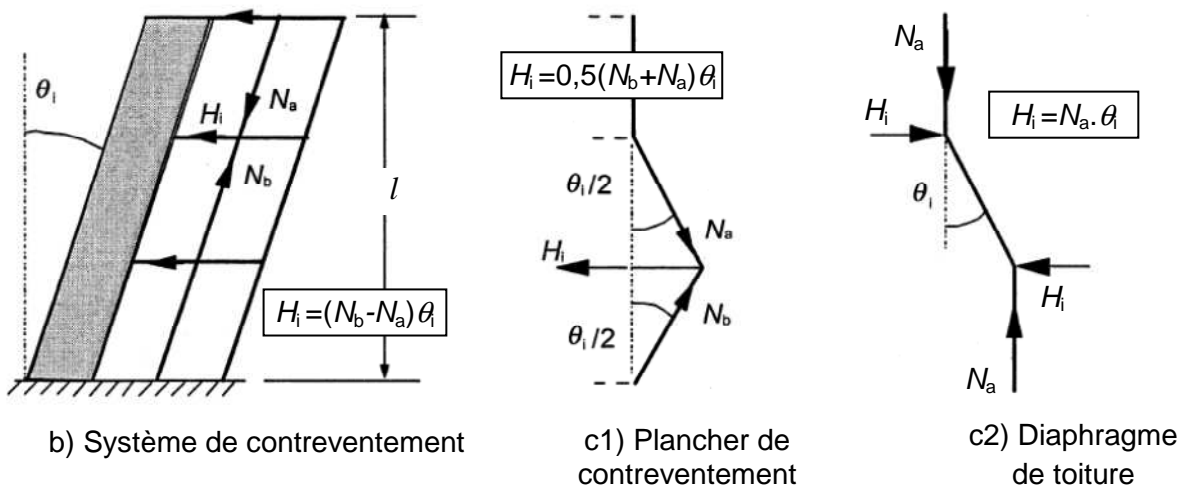 θi
Hi
Na
Nb
l
Hi=(Nb-Na)θi
b) Système de contreventement
Hi=0,5(Nb+Na)θi
θi/2
Na
Hi
Nb
θi/2
c1) Plancher de
contreventement
Na
Hi
Hi=Na.θi
θi
Hi
Na
c2) Diaphragme
de toiture